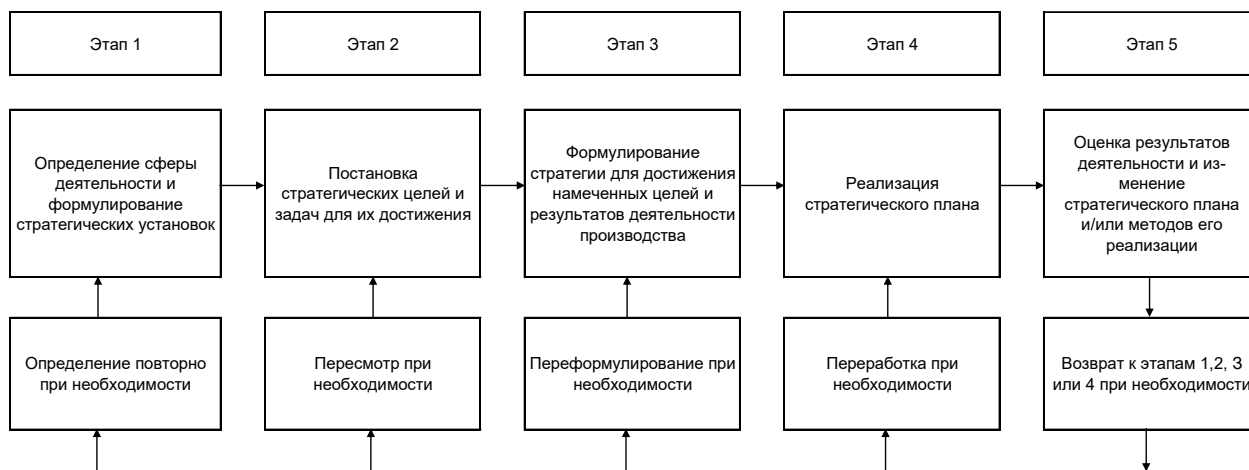 Этап 1
Этап 2
Этап 3
Этап 4
Этап 5
Определение сферы
деятельности и
формулирование
стратегических установок
Постановка
стратегических целей и
задач для их достижения
Формулирование
стратегии для достижения
намеченных целей и
результатов деятельности
производства
Реализация
стратегического плана
Оценка результатов
деятельности и из-
менение
стратегического плана
и/или методов его
реализации
Определение повторно
при необходимости
Пересмотр при
необходимости
Переформулирование при
необходимости
Переработка при
необходимости
Возврат к этапам 1,2, 3
или 4 при необходимости